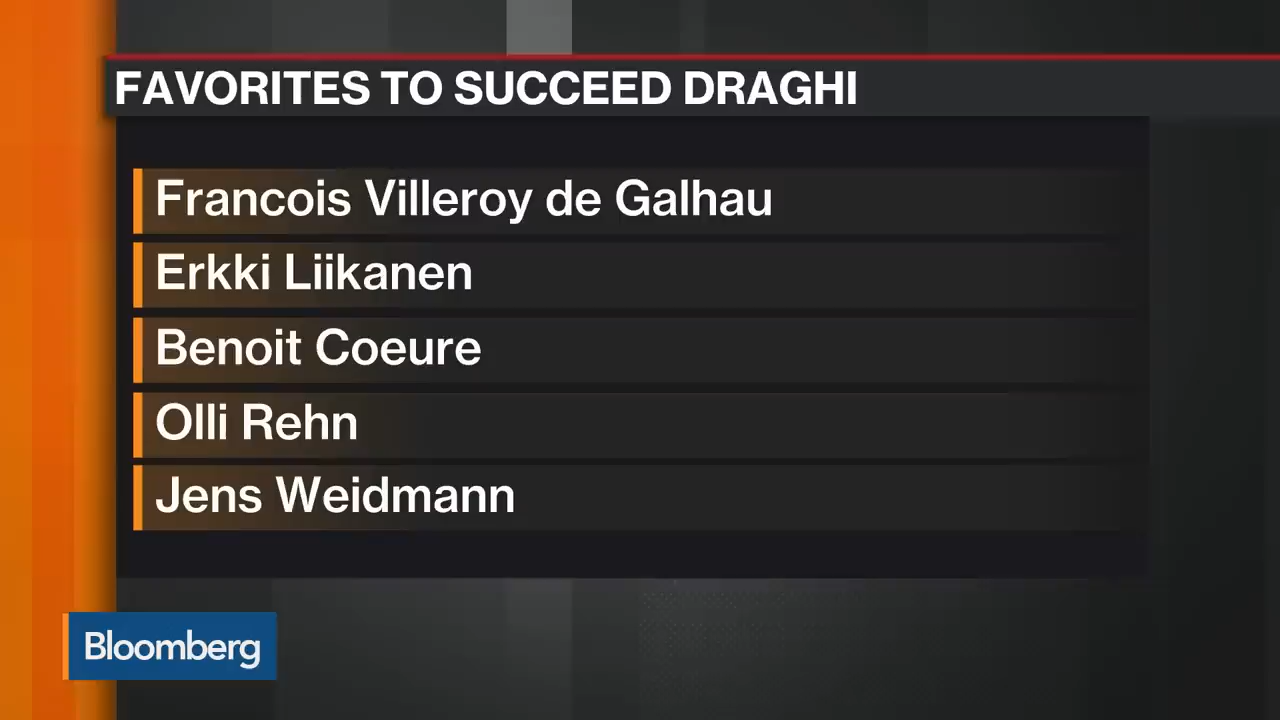 FAVORITES TO SUCCEED DRAGHI
Francois Villeroy de Galhau
Erkki Liikanen
Benoit Coeure
Olli Rehn
Jens Weidmann
Bloomberg